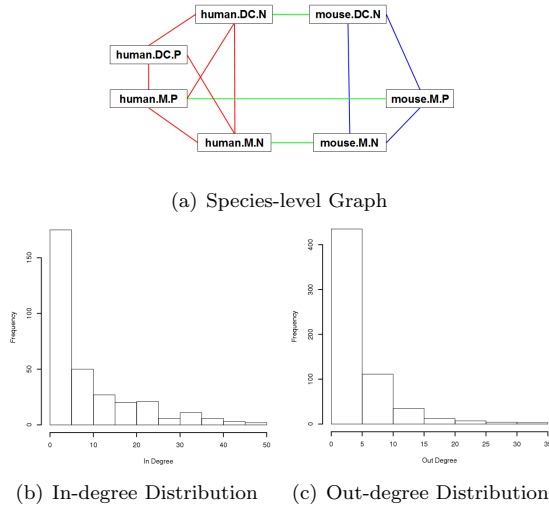 human.DC.N mouse.DC.N
human.DC.P
human.M.P mouse.M.P
human.M.N mouse.M.N
(a) Species-level Graph
Frequency
0 50 100 150
0 10 20 30 40 50
In Degree
Frequency
0 100 200 300 400
0 5 10 15 20 25 30 35
Out Degree
(b) In-degree Distribution (c) Out-degree Distribution